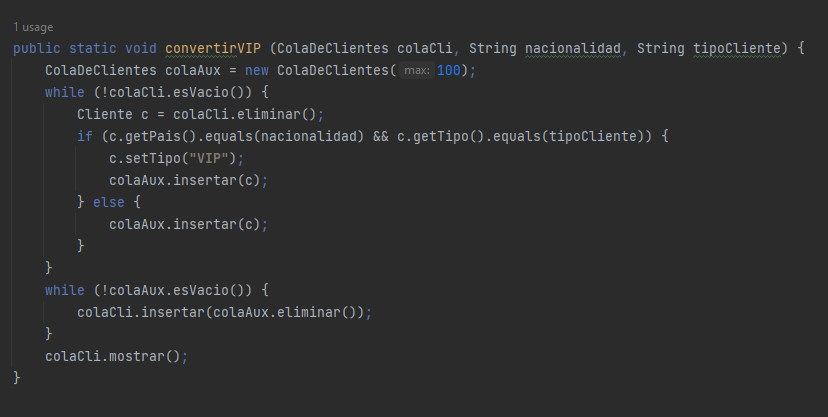 1 usage
public static void convertirVIP (ColaDeClientes colaCli, String nacionalidad, String tipoCliente) {
ColaDeClientes colaAux = new ColaDeClientes( max: 100);
while (!colaCli.esVacio()) {
Cliente c = colaCli.eliminar();
if (c.getPais().equals(nacionalidad) && c.getTipo().equals(tipoCliente)) {
c.setTipo("VIP");
colaAux.insertar(c);
} else {
colaAux.insertar(c);
}
}
while (!colaAux.esVacio()) {
colaCli.insertar(colaAux.eliminar());
}
colaCli.mostrar();
}